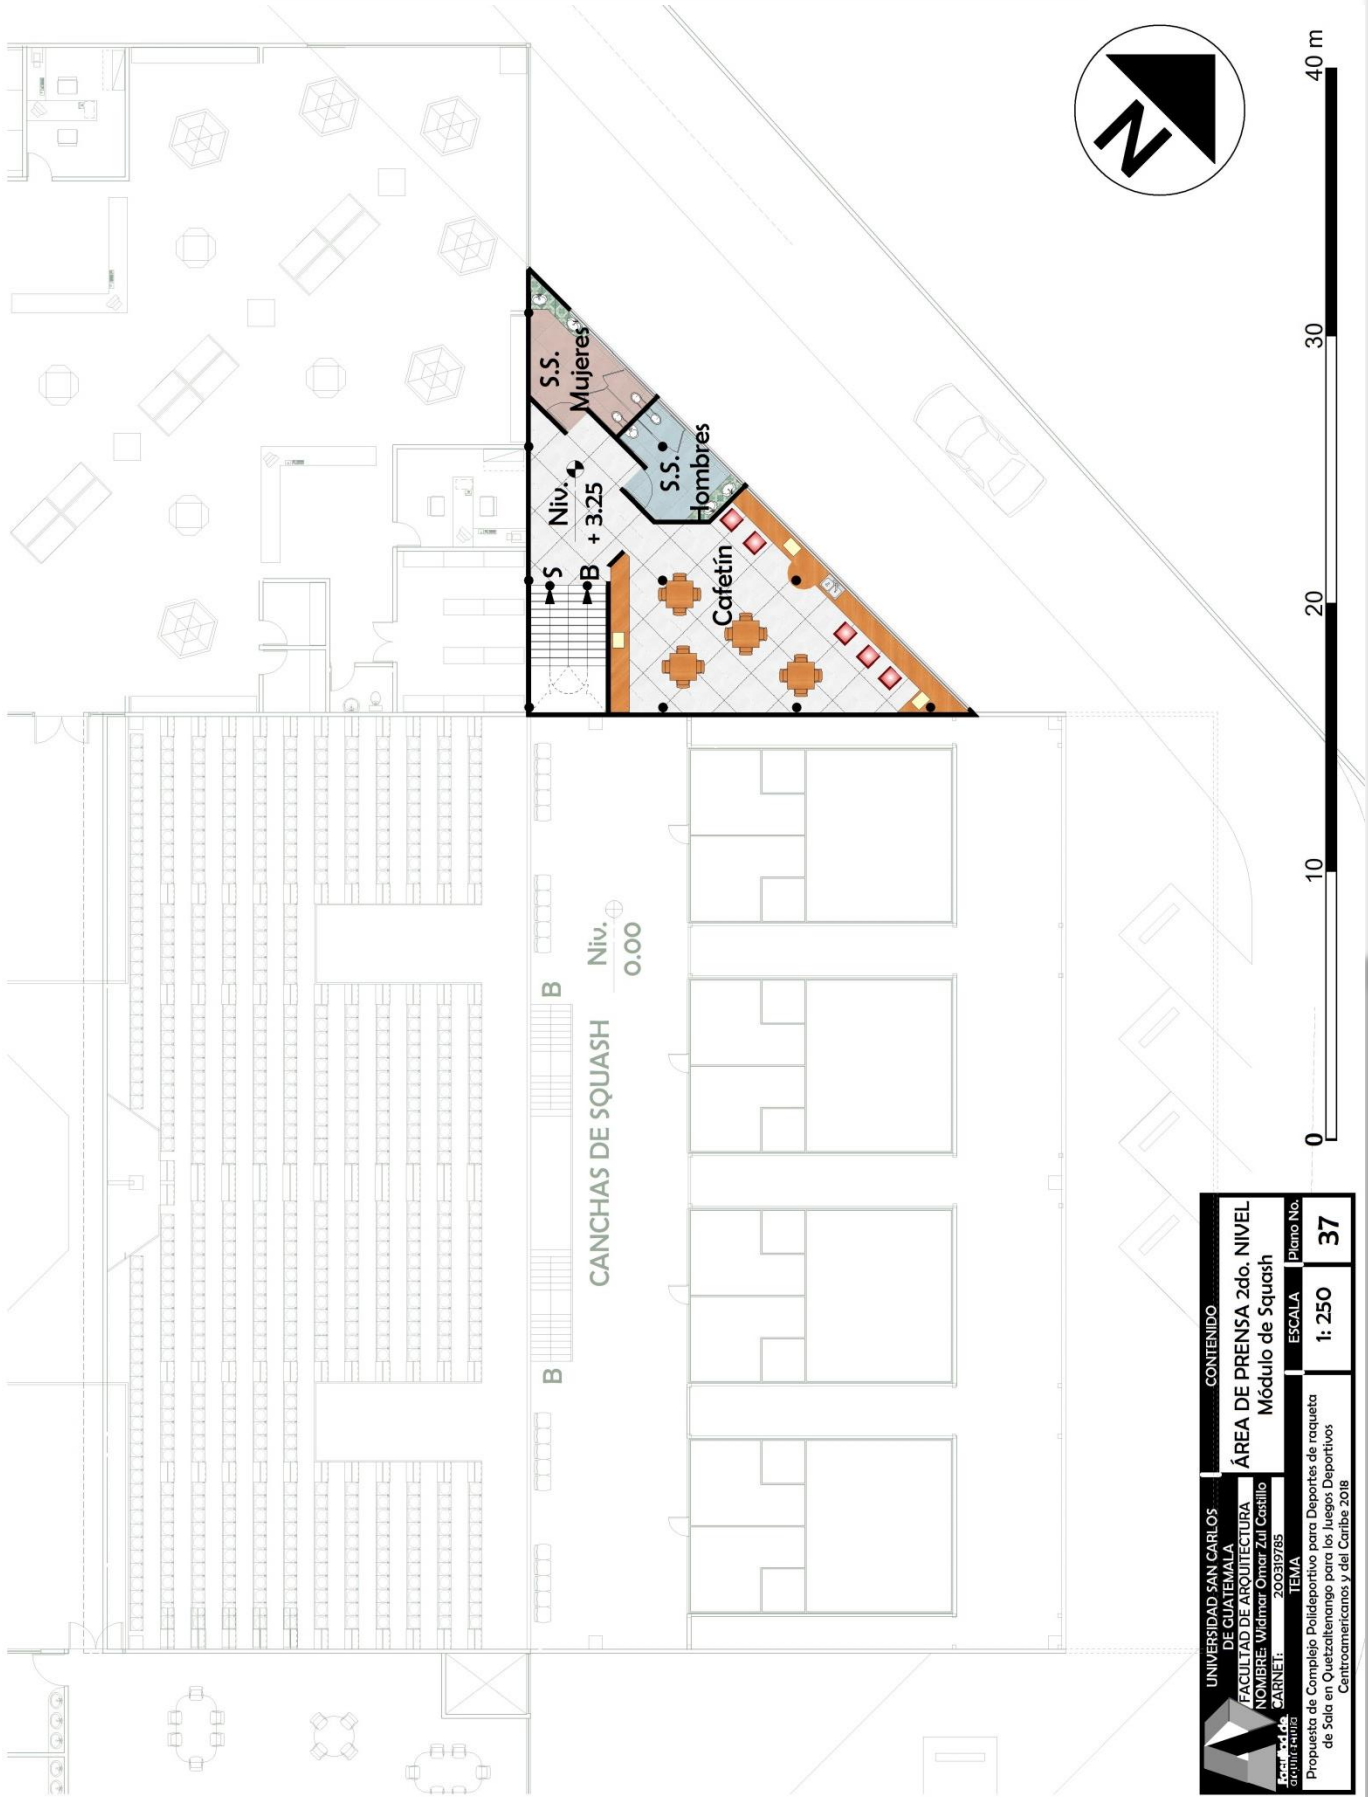 N
S.S.
Mujeres
S.S.
Hombres
Niv.
+ 3.25
S
B
Cafetín
CANCHAS DE SQUASH
Niv.
0.00
B
B
0
10
20
30
40 m
UNIVERSIDAD SAN CARLOS
DE GUATEMALA
FACULTAD DE ARQUITECTURA
NOMBRE: Widmar Omar Zul Castillo
CARNET: 200319785
Facultad de
arquitectura
CONTENIDO
ÁREA DE PRENSA 2do. NIVEL
Módulo de Squash
TEMA
Propuesta de Complejo Polideportivo para Deportes de raqueta
de Sala en Quetzaltenango para los Juegos Deportivos
Centroamericanos y del Caribe 2018
ESCALA
1: 250
Plano No.
37